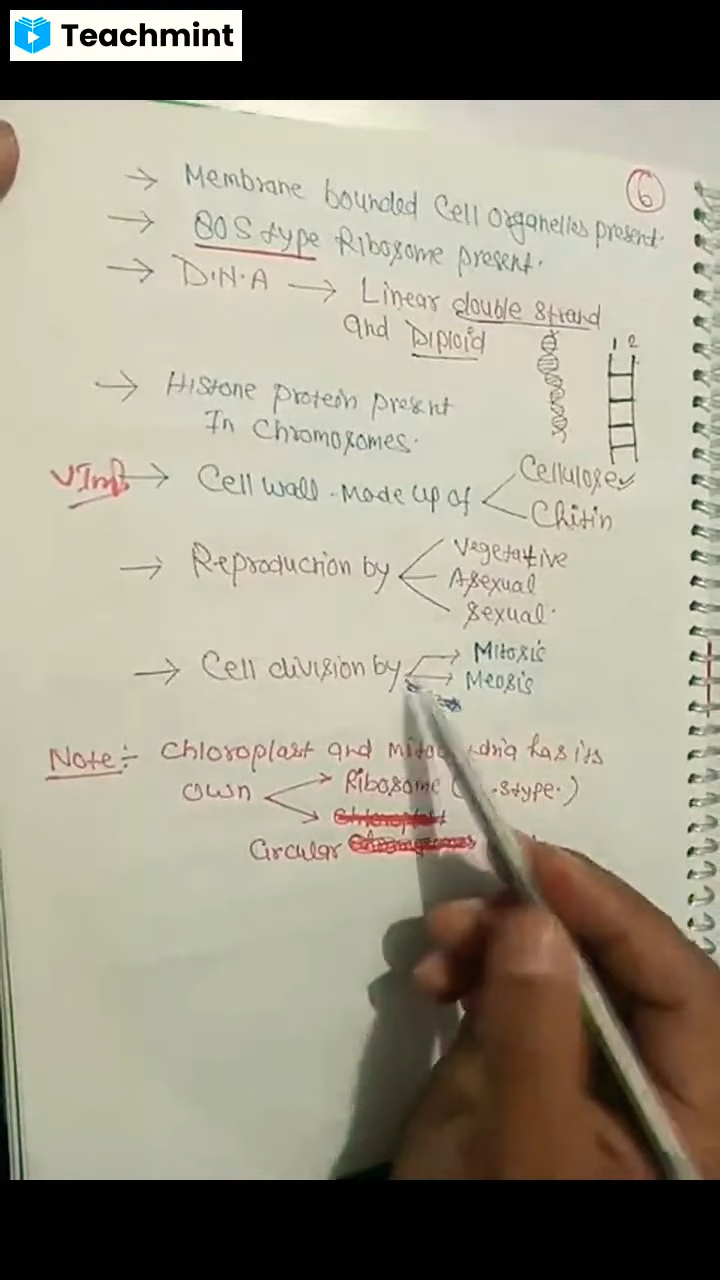 Teachmint
6
→ Membrane bounded Cell organelles present.
→ 80S type Ribosome present.
→ D.N.A → Linear double strand
and Diploid
1 2
→ Histone protein present
In Chromosomes.
VImp → Cell wall. Made up of
Cellulose
Chitin
→ Reproduction by
Vegetative
Asexual
Sexual.
→ Cell division by
→ Mitosis
→ Meosis
Note:- Chloroplast and has its
own → Ribosome
Circular